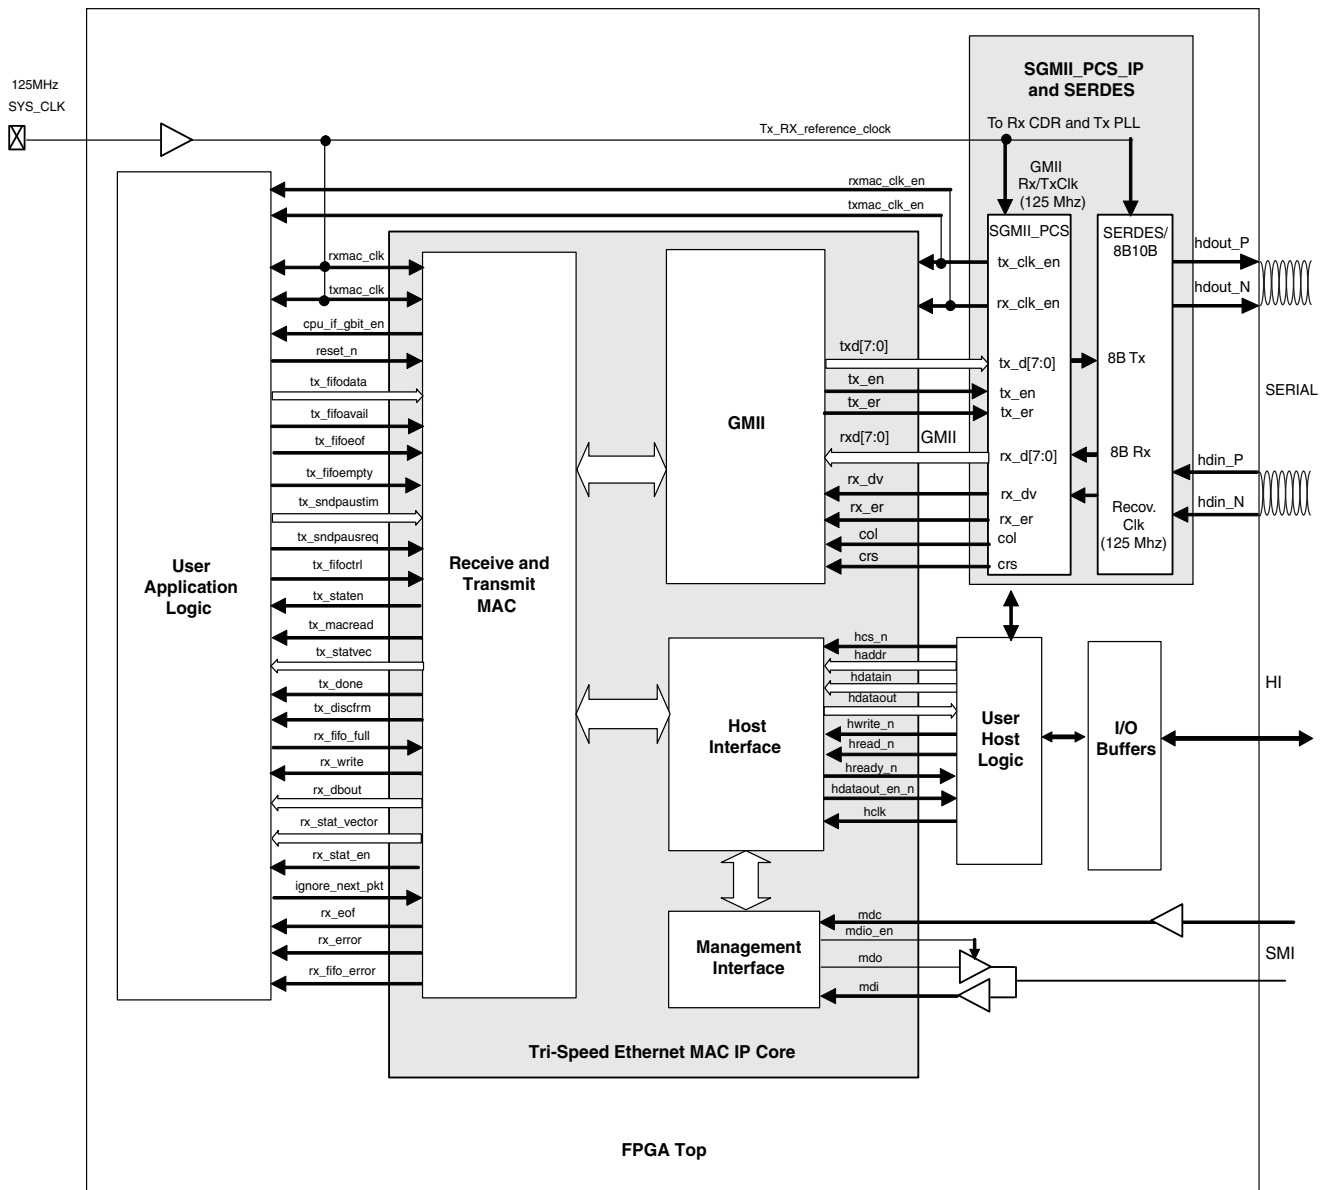 125MHz
SYS_CLK
SGMII_PCS_IP
and SERDES
Tx_RX_reference_clock
To Rx CDR and Tx PLL
GMII
Rx/TxClk
(125 Mhz)
rxmac_clk_en
txmac_clk_en
SGMII_PCS
tx_clk_en
rx_clk_en
tx_d[7:0]
tx_en
tx_er
rx_d[7:0]
rx_dv
rx_er
col
crs
SERDES/
8B10B
8B Tx
8B Rx
Recov.
Clk
(125 Mhz)
hdout_P
hdout_N
SERIAL
hdin_P
hdin_N
User
Application
Logic
rxmac_clk
txmac_clk
cpu_if_gbit_en
reset_n
tx_fifodata
tx_fifoavail
tx_fifoeof
tx_fifoempty
tx_sndpaustim
tx_sndpausreq
tx_fifoctrl
tx_staten
tx_macread
tx_statvec
tx_done
tx_discfrm
rx_fifo_full
rx_write
rx_dbout
rx_stat_vector
rx_stat_en
ignore_next_pkt
rx_eof
rx_error
rx_fifo_error
Receive and
Transmit
MAC
GMII
txd[7:0]
tx_en
tx_er
rxd[7:0]
GMII
rx_dv
rx_er
col
crs
Host
Interface
hcs_n
haddr
hdatain
hdataout
hwrite_n
hread_n
hready_n
hdataout_en_n
hclk
User
Host
Logic
I/O
Buffers
HI
Management
Interface
mdc
mdio_en
mdo
mdi
SMI
Tri-Speed Ethernet MAC IP Core
FPGA Top